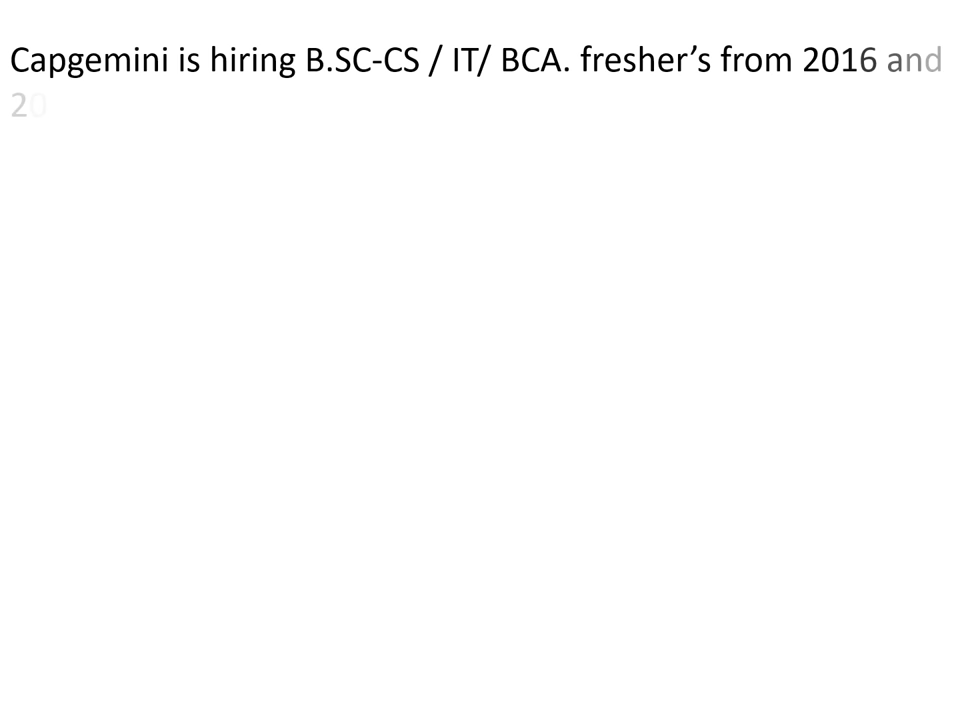 Capgemini is hiring B.SC-CS / IT/ BCA. fresher’s from 2016 and
20